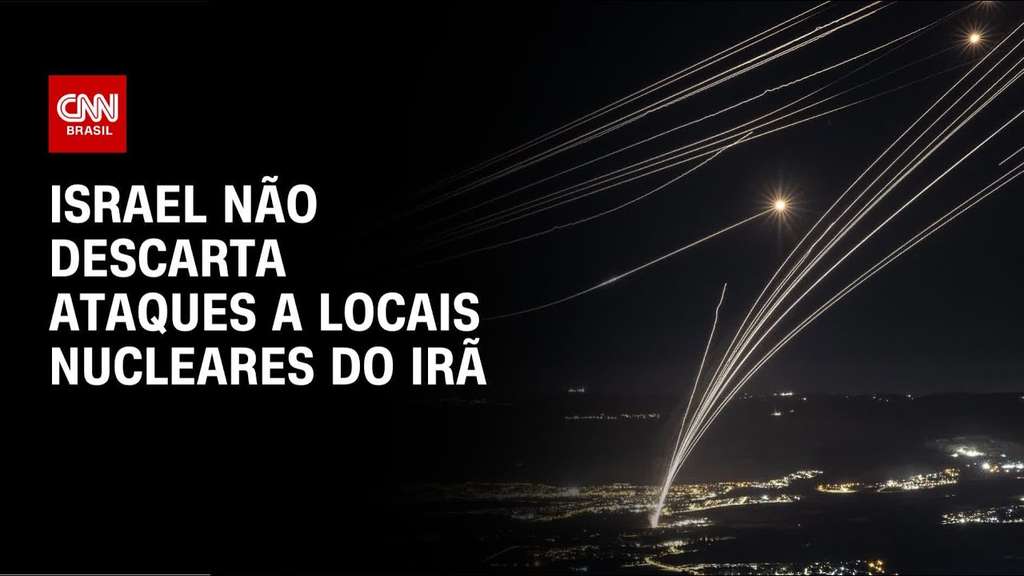 CNN
BRASIL
ISRAEL NÃO
DESCARTA
ATAQUES A LOCAIS
NUCLEARES DO IRÃ